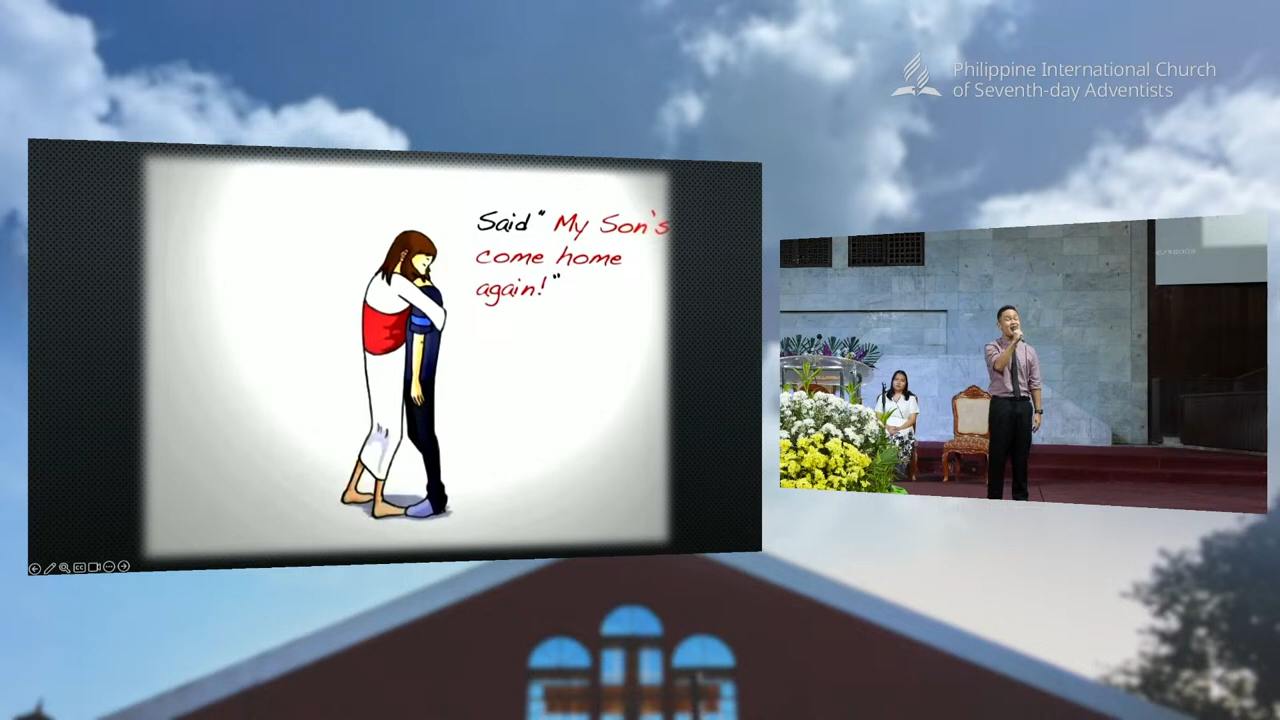 Philippine International Church
of Seventh-day Adventists
Said “ My Son's
come home
again!”